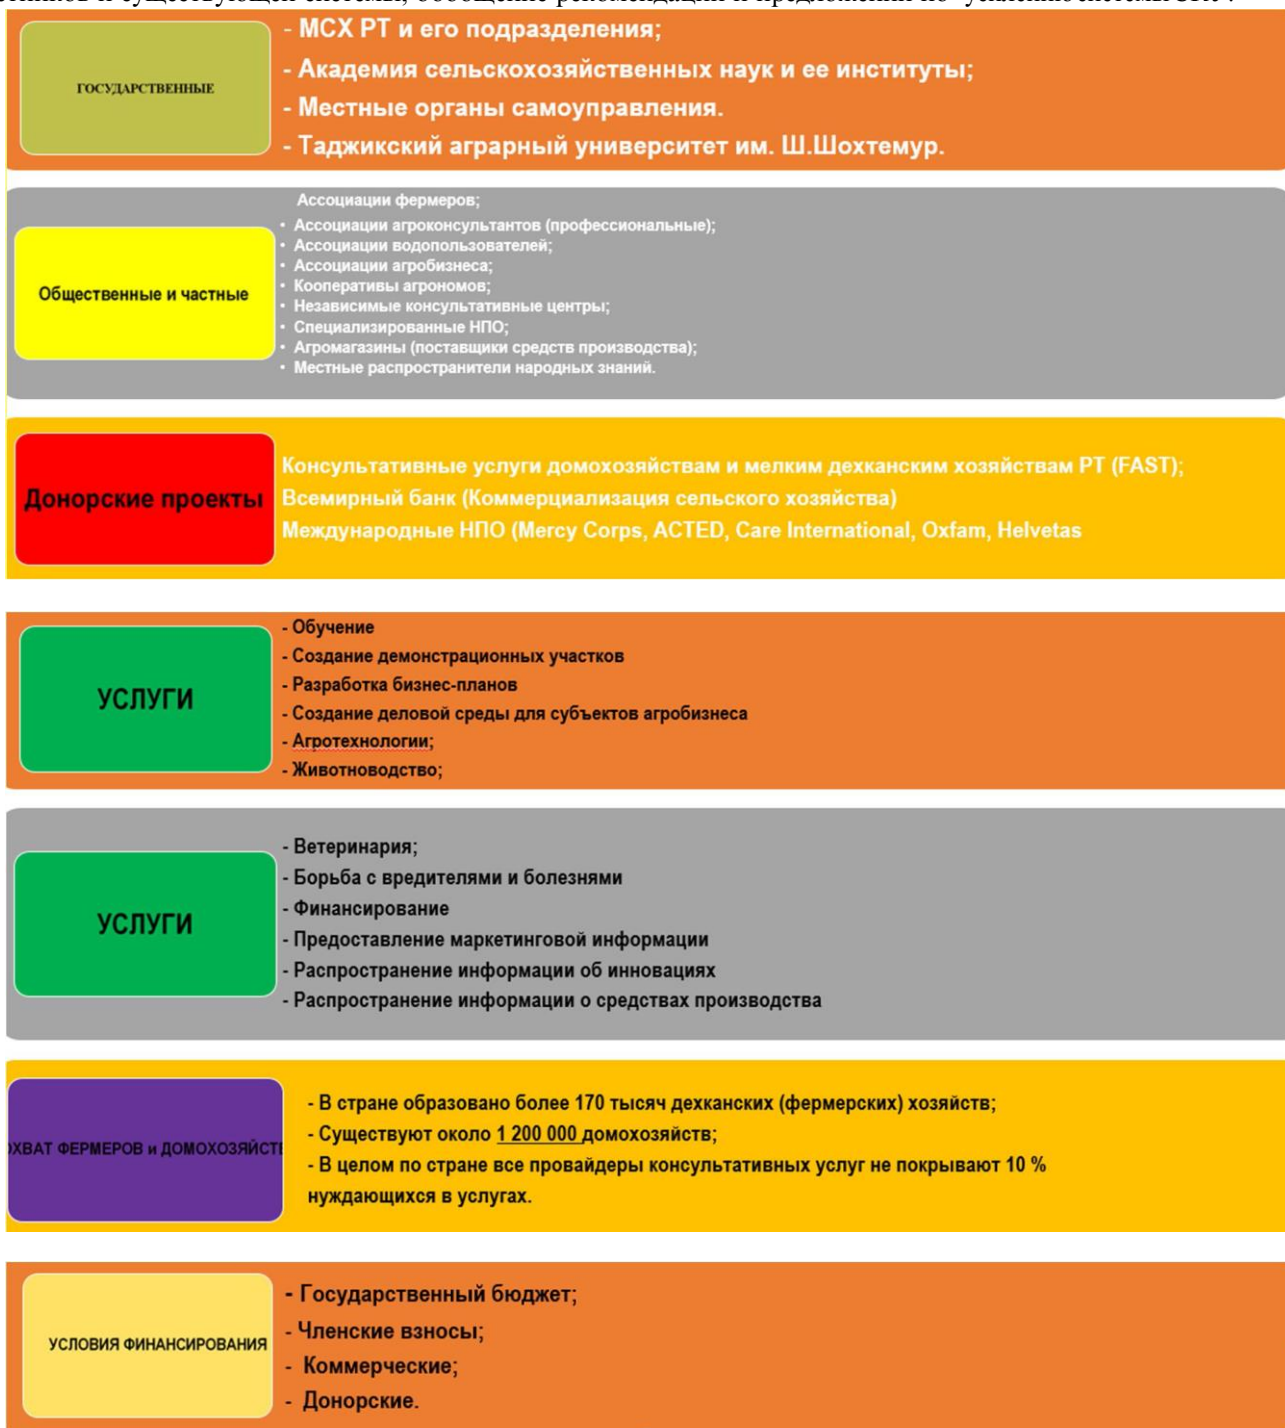 существующей системы, обобщение рекомендаций и предложений по усилениюсистемы
ГОСУДАРСТВЕННЫЕ
- МСХ РТ и его подразделения;
- Академия сельскохозяйственных наук и ее институты;
- Местные органы самоуправления.
- Таджикский аграрный университет им. Ш.Шохтемур.
Общественные и частные
Ассоциации фермеров;
• Ассоциации агроконсультантов (профессиональные);
• Ассоциации водопользователей;
• Ассоциации агробизнеса;
• Кооперативы агрономов;
• Независимые консультативные центры;
• Специализированные НПО;
• Агромагазины (поставщики средств производства);
• Местные распространители народных знаний.
Донорские проекты
Консультативные услуги домохозяйствам и мелким дехканским хозяйствам РТ (FAST);
Всемирный банк (Коммерциализация сельского хозяйства)
Международные НПО (Mercy Corps, ACTED, Care International, Oxfam, Helvetas
УСЛУГИ
- Обучение
- Создание демонстрационных участков
- Разработка бизнес-планов
- Создание деловой среды для субъектов агробизнеса
- Агротехнологии;
- Животноводство;
УСЛУГИ
- Ветеринария;
- Борьба с вредителями и болезнями
- Финансирование
- Предоставление маркетинговой информации
- Распространение информации об инновациях
- Распространение информации о средствах производства
ХВАТ ФЕРМЕРОВ и ДОМОХОЗЯЙСТ
- В стране образовано более 170 тысяч дехканских (фермерских) хозяйств;
- Существуют около 1 200 000 домохозяйств;
- В целом по стране все провайдеры консультативных услуг не покрывают 10 %
нуждающихся в услугах.
УСЛОВИЯ ФИНАНСИРОВАНИЯ
- Государственный бюджет;
- Членские взносы;
- Коммерческие;
- Донорские.